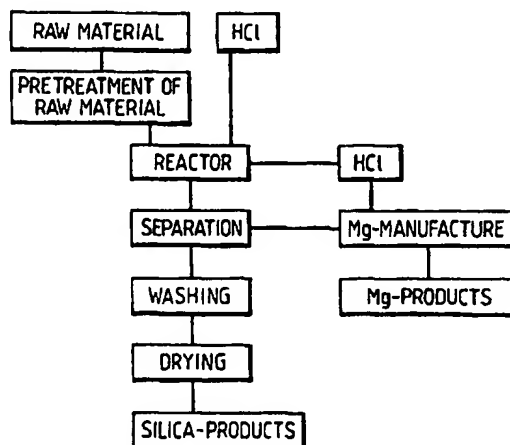 RAW MATERIAL
HCl
PRETREATMENT OF
RAW MATERIAL
REACTOR
HCl
SEPARATION
Mg-MANUFACTURE
WASHING
Mg-PRODUCTS
DRYING
SILICA-PRODUCTS